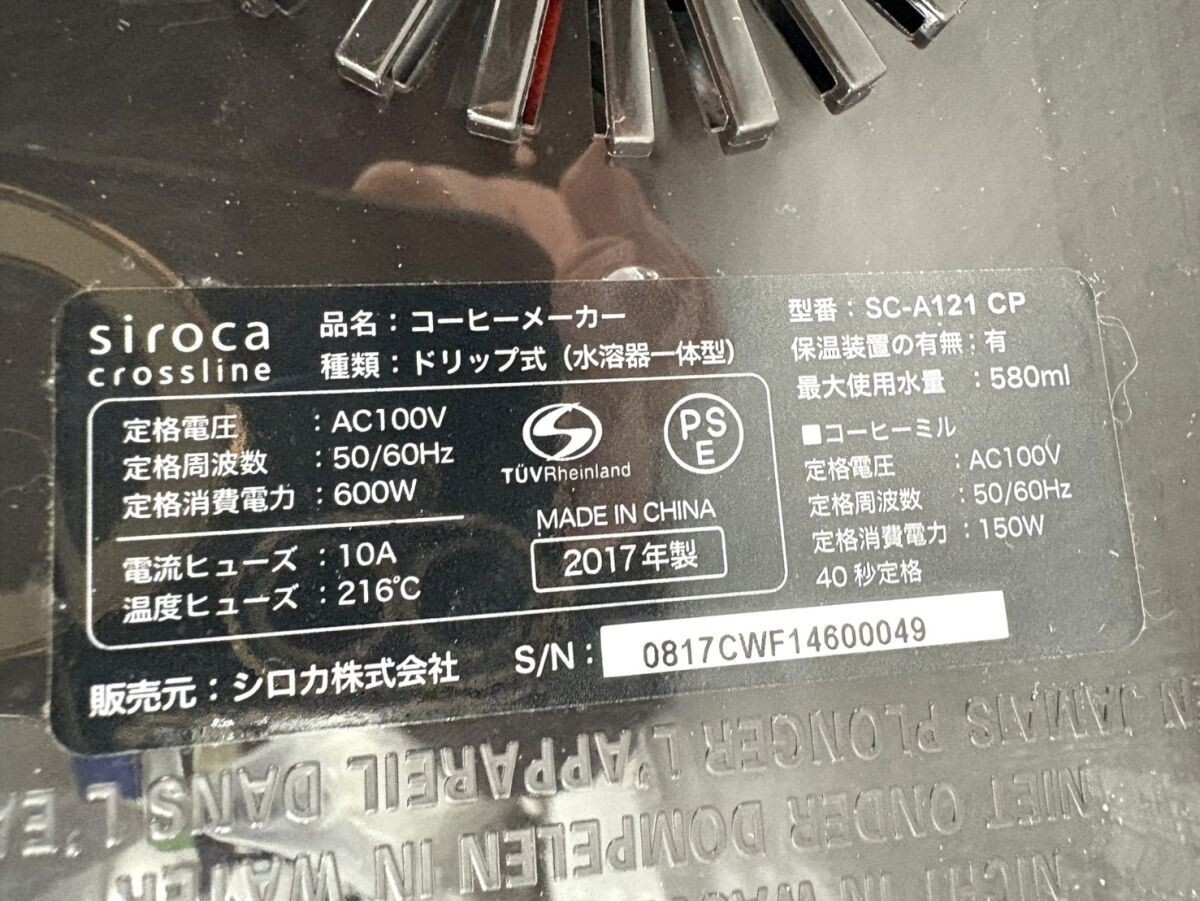 siroca
crossline
品名：コーヒーメーカー
種類：ドリップ式（水溶器一体型）
型番：SC-A121 CP
保温装置の有無：有
最大使用水量 ：580ml
定格電圧 ：AC100V
定格周波数 ：50/60Hz
定格消費電力：600W
電流ヒューズ ：10A
温度ヒューズ ：216℃
TÜVRheinland
PS
E
MADE IN CHINA
2017年製
■コーヒーミル
定格電圧 ：AC100V
定格周波数 ：50/60Hz
定格消費電力：150W
40秒定格
販売元：シロカ株式会社
S/N：0817CWF14600049
N JAMAIS PLONGER L'APPAREIL DANS L'EA
NIET ONDER DOMPELEN IN WATER
NICHT IN